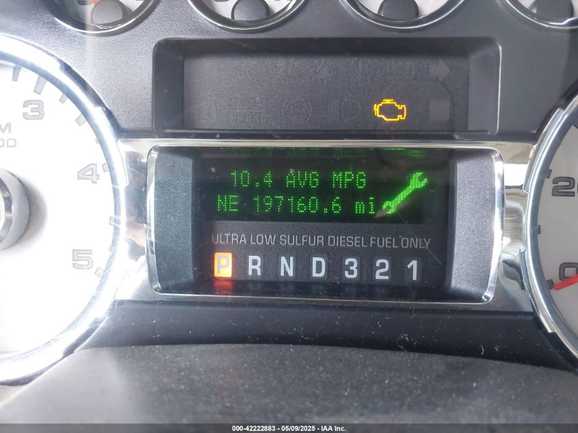 3
4
5
10.4 AVG MPG
NE 197160.6 mi
ULTRA LOW SULFUR DIESEL FUEL ONLY
P R N D 3 2 1
2
0
000-42222883 - 05/09/2025 - IAA Inc.